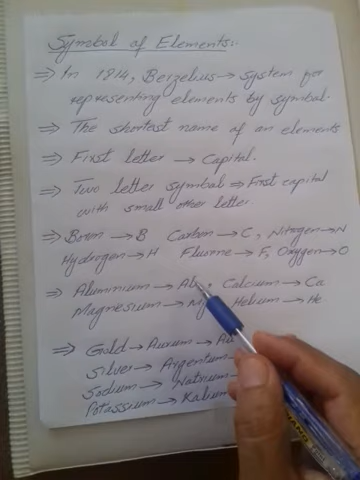 Symbol of Elements:-
⇒ In 1814, Berzelius → system for
representing elements by symbol.
⇒ The shortest name of an elements
⇒ First letter → Capital.
⇒ Two letter symbol ⇒ First capital
with small other letter.
⇒ Boron → B Carbon → C, Nitrogen → N
Hydrogen → H Fluorine → F, Oxygen → O
⇒ Aluminium → Al, Calcium → Ca
Magnesium → Helium → He
⇒ Gold → Aurum → Au
Silver → Argentum
Sodium → Natrium
Potassium → Kalium